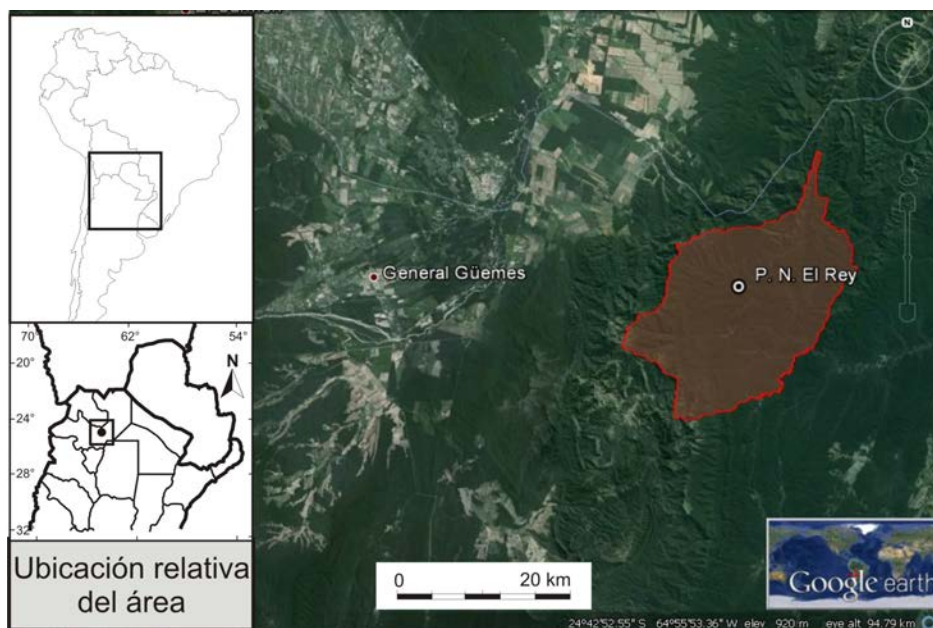 70
62
54
N
-20°
-24°
-28°
-32
Ubicación relativa
del área
N
General Güemes
P. N. El Rey
0
20 km
Google earth
24°42'52.55" S 64°55'53.36" W elev 920 m eye alt 94.79 km